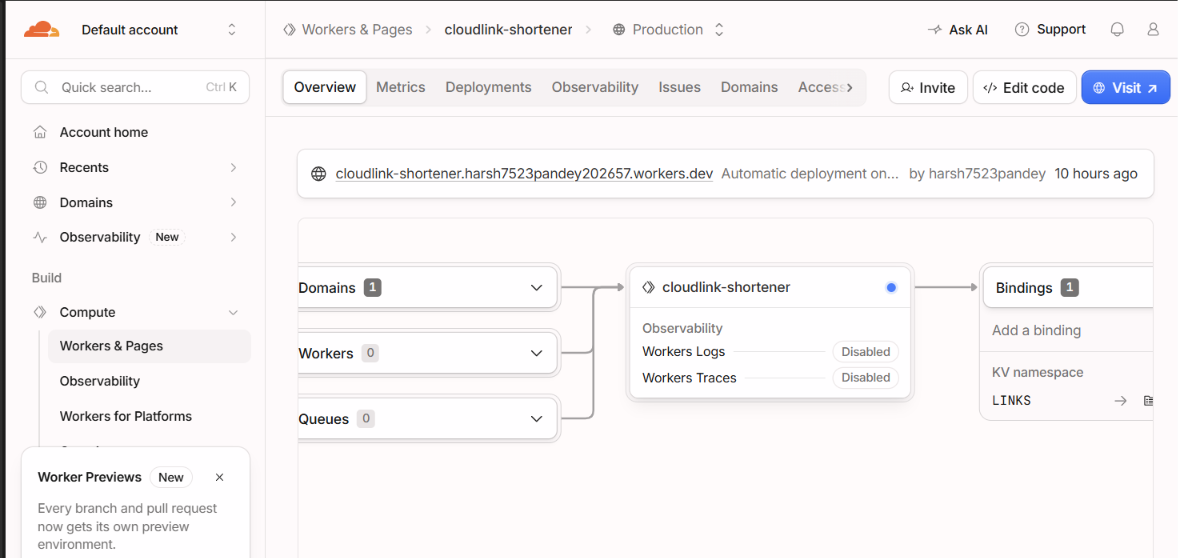 Default account
Workers & Pages
cloudlink-shortener
Production
Ask AI
Support
Quick search...
Ctrl K
Overview
Metrics
Deployments
Observability
Issues
Domains
Access
Invite
</> Edit code
Visit ↗
Account home
Recents
Domains
Observability New
Build
Compute
Workers & Pages
Observability
Workers for Platforms
Worker Previews New ×
Every branch and pull request
now gets its own preview
environment.
cloudlink-shortener.harsh7523pandey202657.workers.dev Automatic deployment on... by harsh7523pandey 10 hours ago
Domains 1
Workers 0
Queues 0
cloudlink-shortener
Observability
Workers Logs Disabled
Workers Traces Disabled
Bindings 1
Add a binding
KV namespace
LINKS